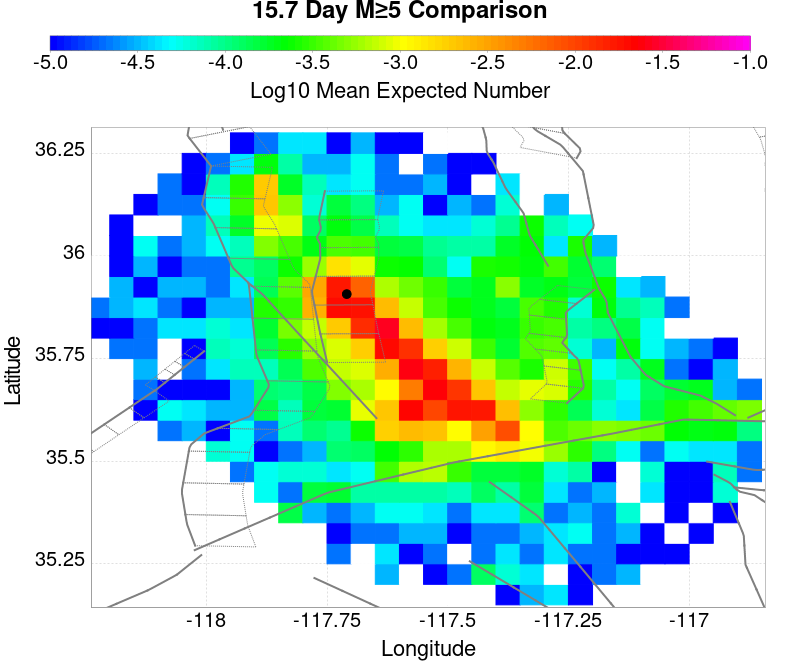 15.7 Day M≥5 Comparison
-5.0 -4.5 -4.0 -3.5 -3.0 -2.5 -2.0 -1.5 -1.0
Log10 Mean Expected Number
36.25
36
35.75
35.5
35.25
Latitude
-118 -117.75 -117.5 -117.25 -117
Longitude